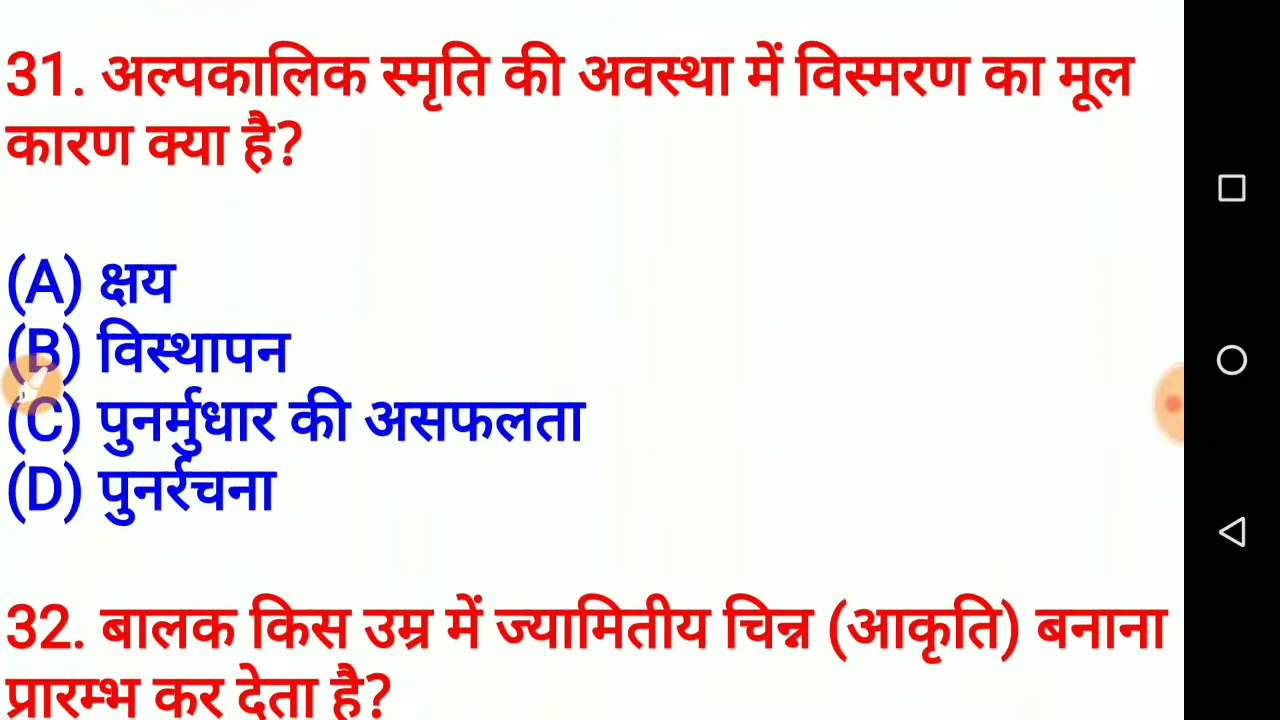 31. अल्पकालिक स्मृति की अवस्था में विस्मरण का मूल
कारण क्या है?
(A) क्षय
(B) विस्थापन
(C) पुनर्मुधार की असफलता
(D) पुनर्रचना
32. बालक किस उम्र में ज्यामितीय चिन्न (आकृति) बनाना
प्रारम्भ कर देता है?